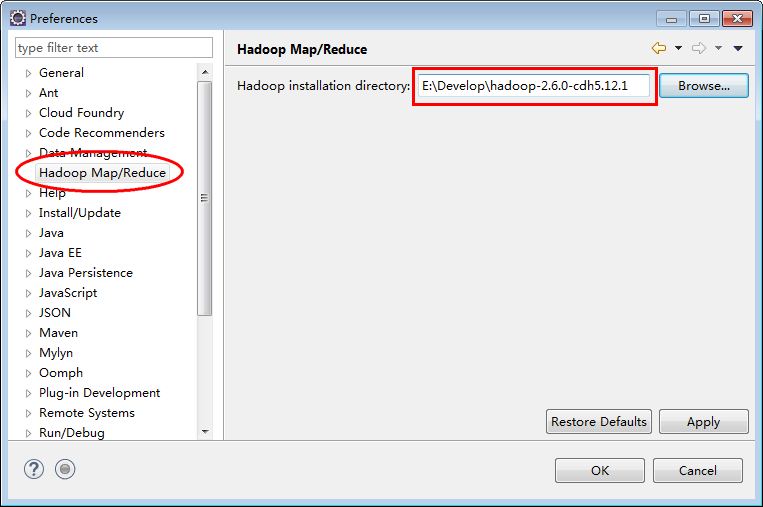 Preferences
type filter text
General
Ant
Cloud Foundry
Code Recommenders
Data Management
Hadoop Map/Reduce
Help
Install/Update
Java
Java EE
Java Persistence
JavaScript
JSON
Maven
Mylyn
Oomph
Plug-in Development
Remote Systems
Run/Debug
Hadoop Map/Reduce
Hadoop installation directory: E:\Develop\hadoop-2.6.0-cdh5.12.1 Browse...
Restore Defaults Apply
? OK Cancel